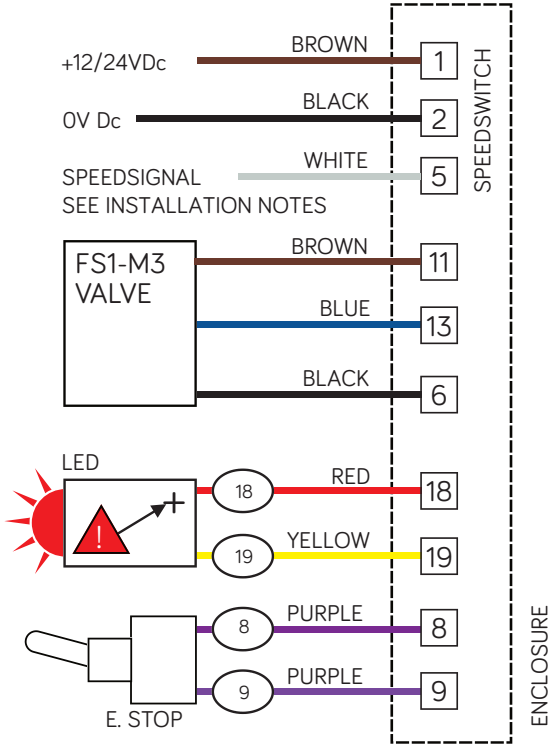 +12/24VDc
BROWN
1
0V Dc
BLACK
2
SPEEDSIGNAL
SEE INSTALLATION NOTES
WHITE
5
SPEEDSWITCH
FS1-M3
VALVE
BROWN
11
BLUE
13
BLACK
6
LED
!
+
18
RED
18
19
YELLOW
19
8
PURPLE
8
9
PURPLE
9
E. STOP
ENCLOSURE